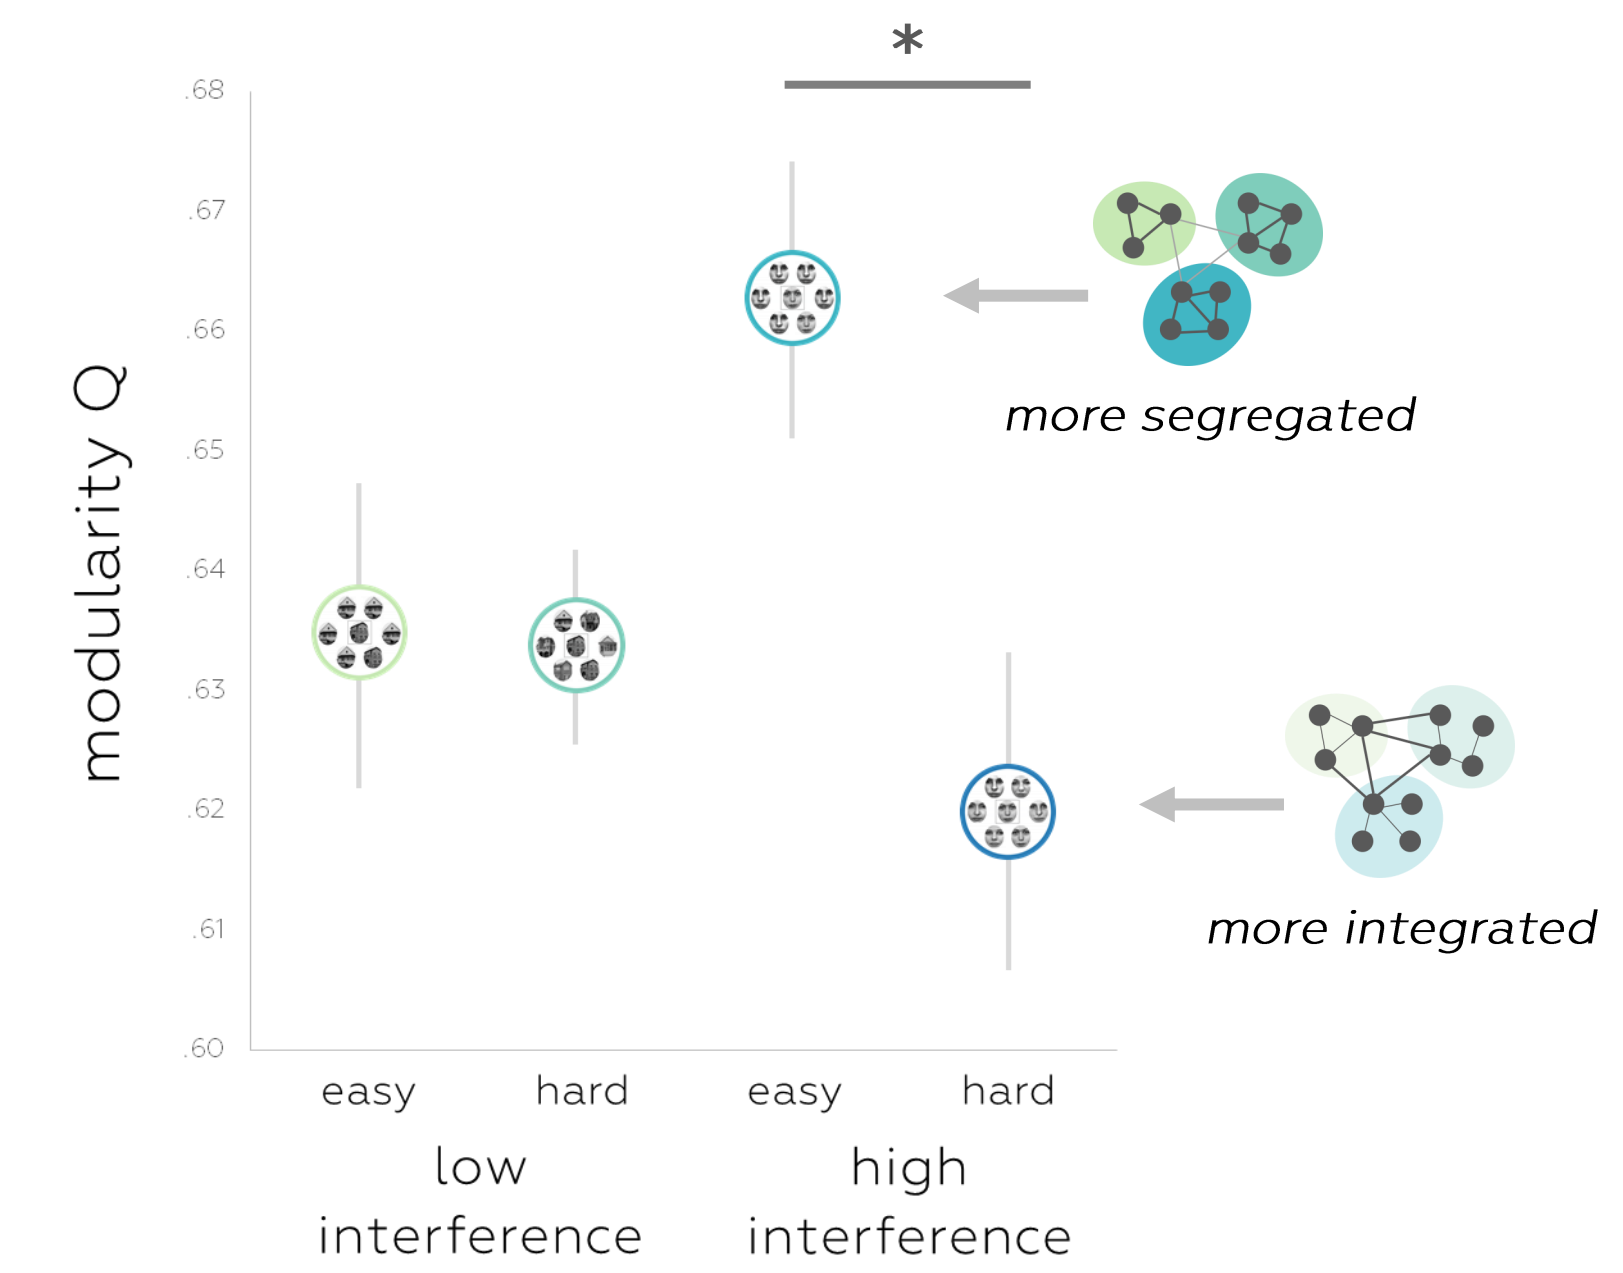 *
.68
.67
.66
.65
.64
.63
.62
.61
.60
modularity Q
more segregated
more integrated
easy hard easy hard
low high
interference interference